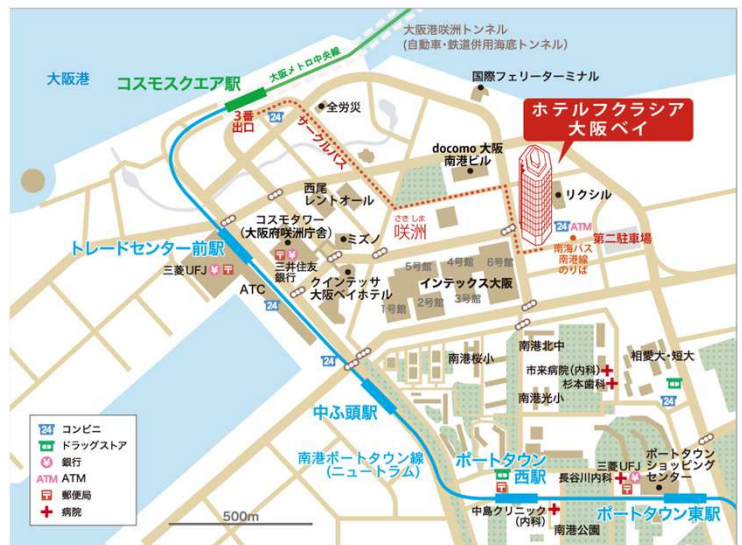 大阪港咲洲トンネル
(自動車・鉄道併用海底トンネル)
大阪港
大阪メトロ中央線
コスモスクエア駅
国際フェリーターミナル
3番
出口
24
全労災
サークルバス
ホテルフクラシア
大阪ベイ
docomo 大阪
南港ビル
西尾
レントオール
リクシル
さきしま
咲洲
コスモタワー
(大阪府咲洲庁舎)
ミズノ
24 ATM
第二駐車場
南海バス
南港線
のりば
トレードセンター前駅
三菱UFJ
三井住友
銀行
24
クインテッサ
大阪ベイホテル
ATC
24
5号館
4号館
6号館
インテックス大阪
1号館
2号館
3号館
24
南港桜小
南港北中
市来病院(内科)
杉本歯科
南港光小
相愛大・短大
24
中ふ頭駅
南港ポートタウン線
(ニュートラム)
ポートタウン
西駅
三菱UFJ
長谷川内科
ポートタウン
ショッピング
センター
中島クリニック
(内科)
南港公園
ポートタウン東駅
24 コンビニ
ドラッグストア
銀行
ATM ATM
郵便局
病院
500m